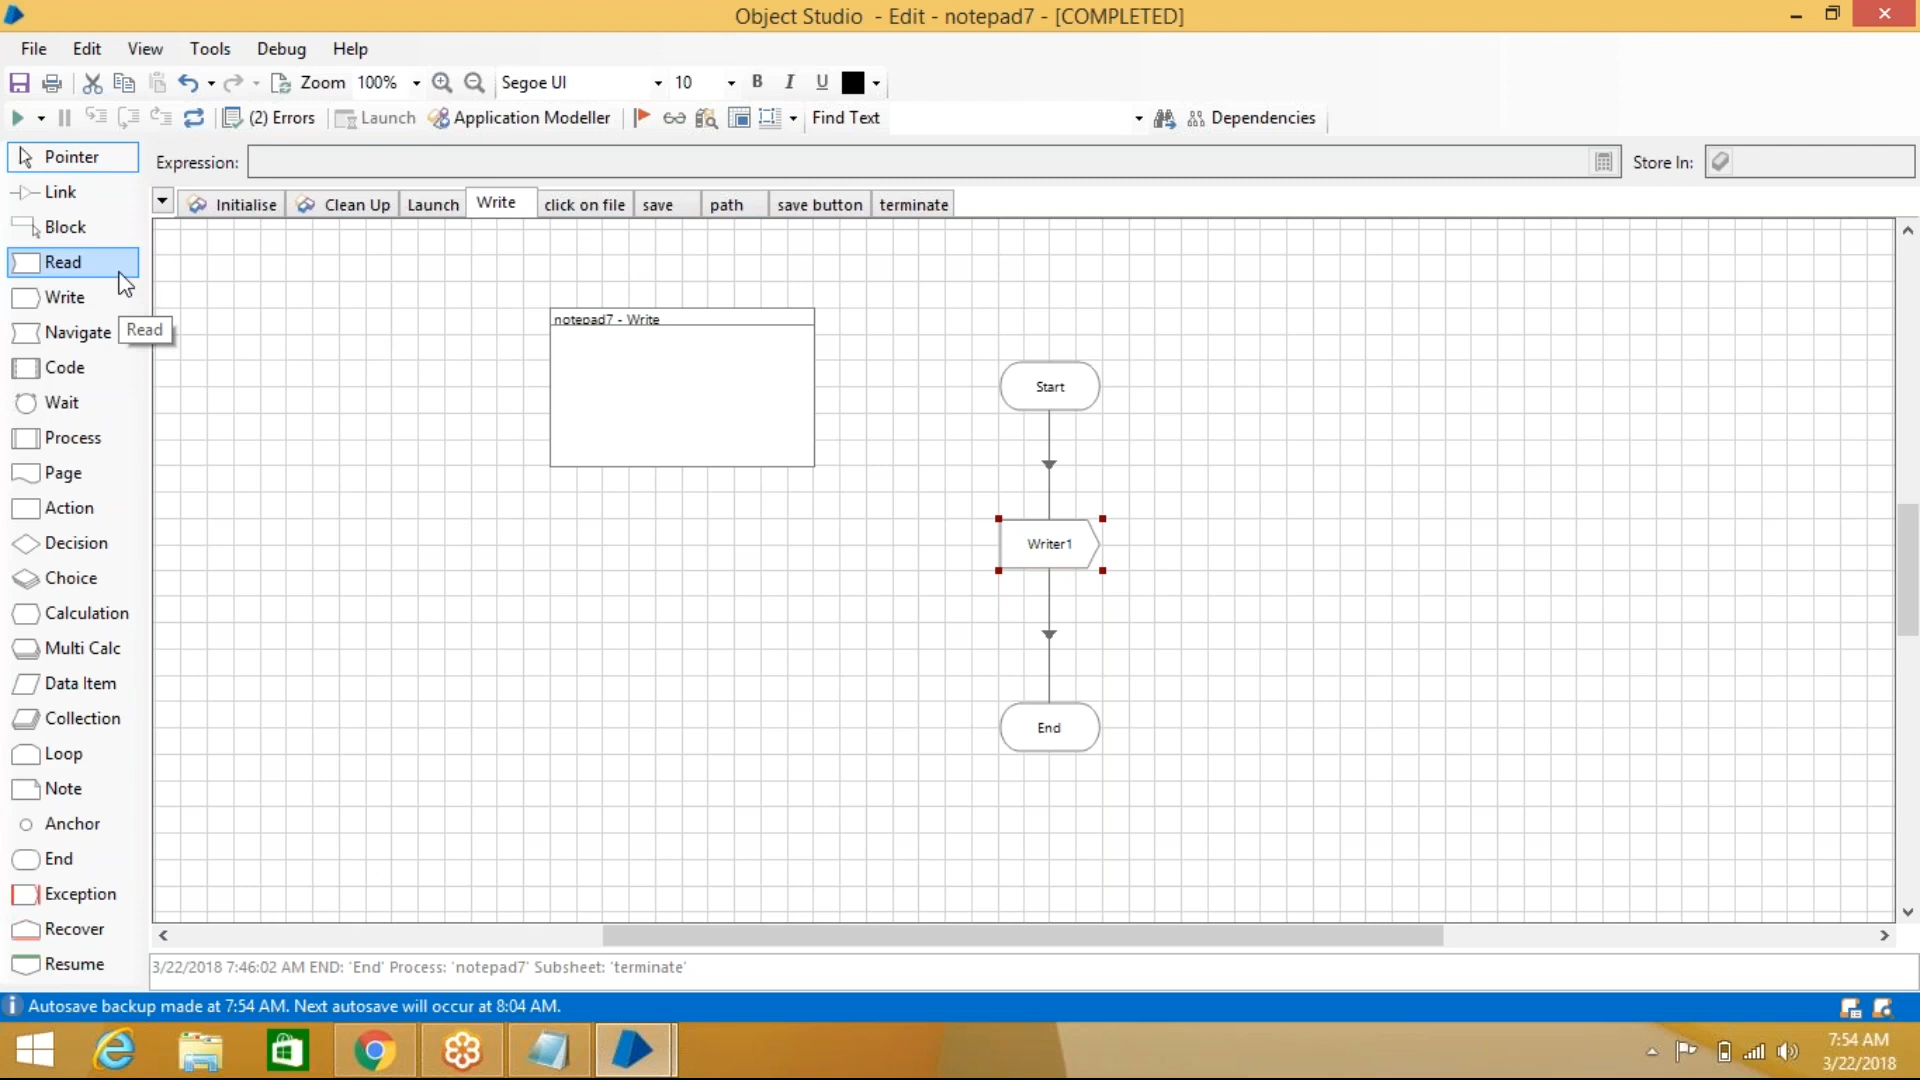 Object Studio - Edit - notepad7 - [COMPLETED]
File Edit View Tools Debug Help
Zoom 100% Segoe UI 10 B I U
(2) Errors Launch Application Modeller Find Text Dependencies
Pointer
Expression: Store In:
Link
Initialise Clean Up Launch Write click on file save path save button terminate
Block
Read
Write
Navigate
Read
Code
Wait
Process
Page
Action
Decision
Choice
Calculation
Multi Calc
Data Item
Collection
Loop
Note
Anchor
End
Exception
Recover
Resume
notepad7 - Write
Start
Writer1
End
3/22/2018 7:46:02 AM END: 'End' Process: 'notepad7' Subsheet: 'terminate'
Autosave backup made at 7:54 AM. Next autosave will occur at 8:04 AM.
7:54 AM
3/22/2018